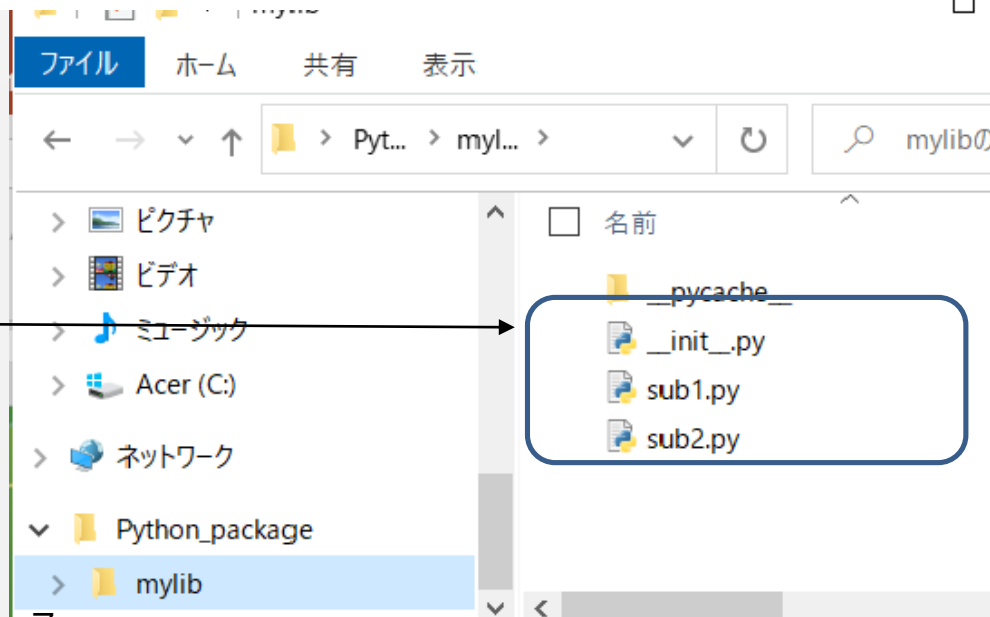 ファイル ホーム 共有 表示
Pyt... myl... mylibの
ピクチャ
ビデオ
ミュージック
Acer (C:)
ネットワーク
Python_package
mylib
名前
__pycache__
__init__.py
sub1.py
sub2.py